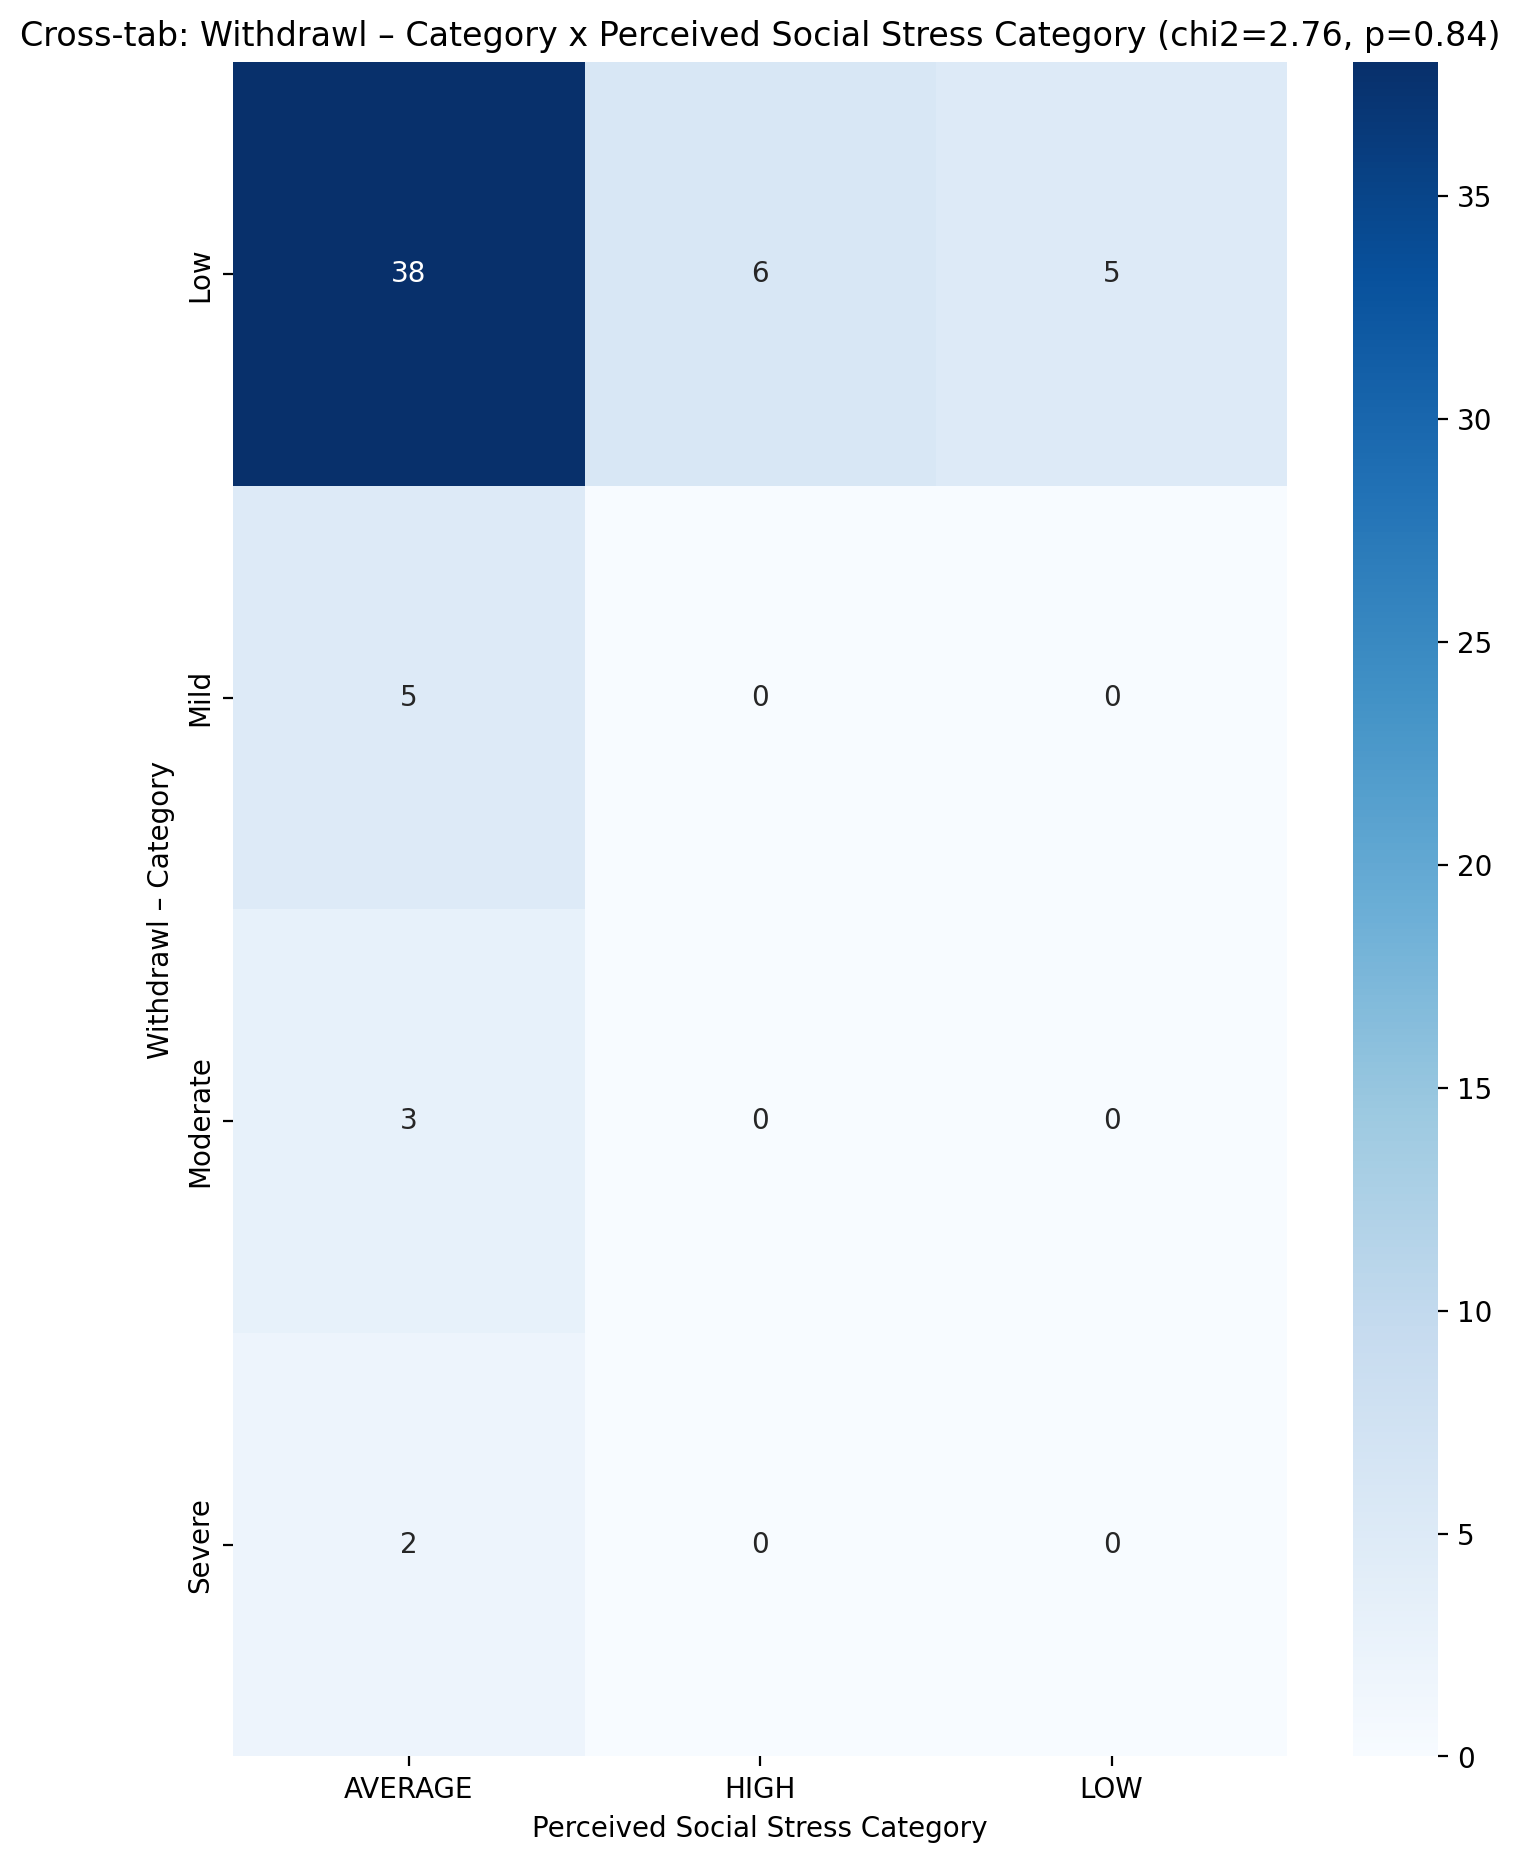 Cross-tab: Withdrawl – Category x Perceived Social Stress Category (chi2=2.76, p=0.84)
Withdrawl – Category
Low
38
6
5
Mild
5
0
0
Moderate
3
0
0
Severe
2
0
0
AVERAGE
HIGH
LOW
Perceived Social Stress Category
35
30
25
20
15
10
5
0